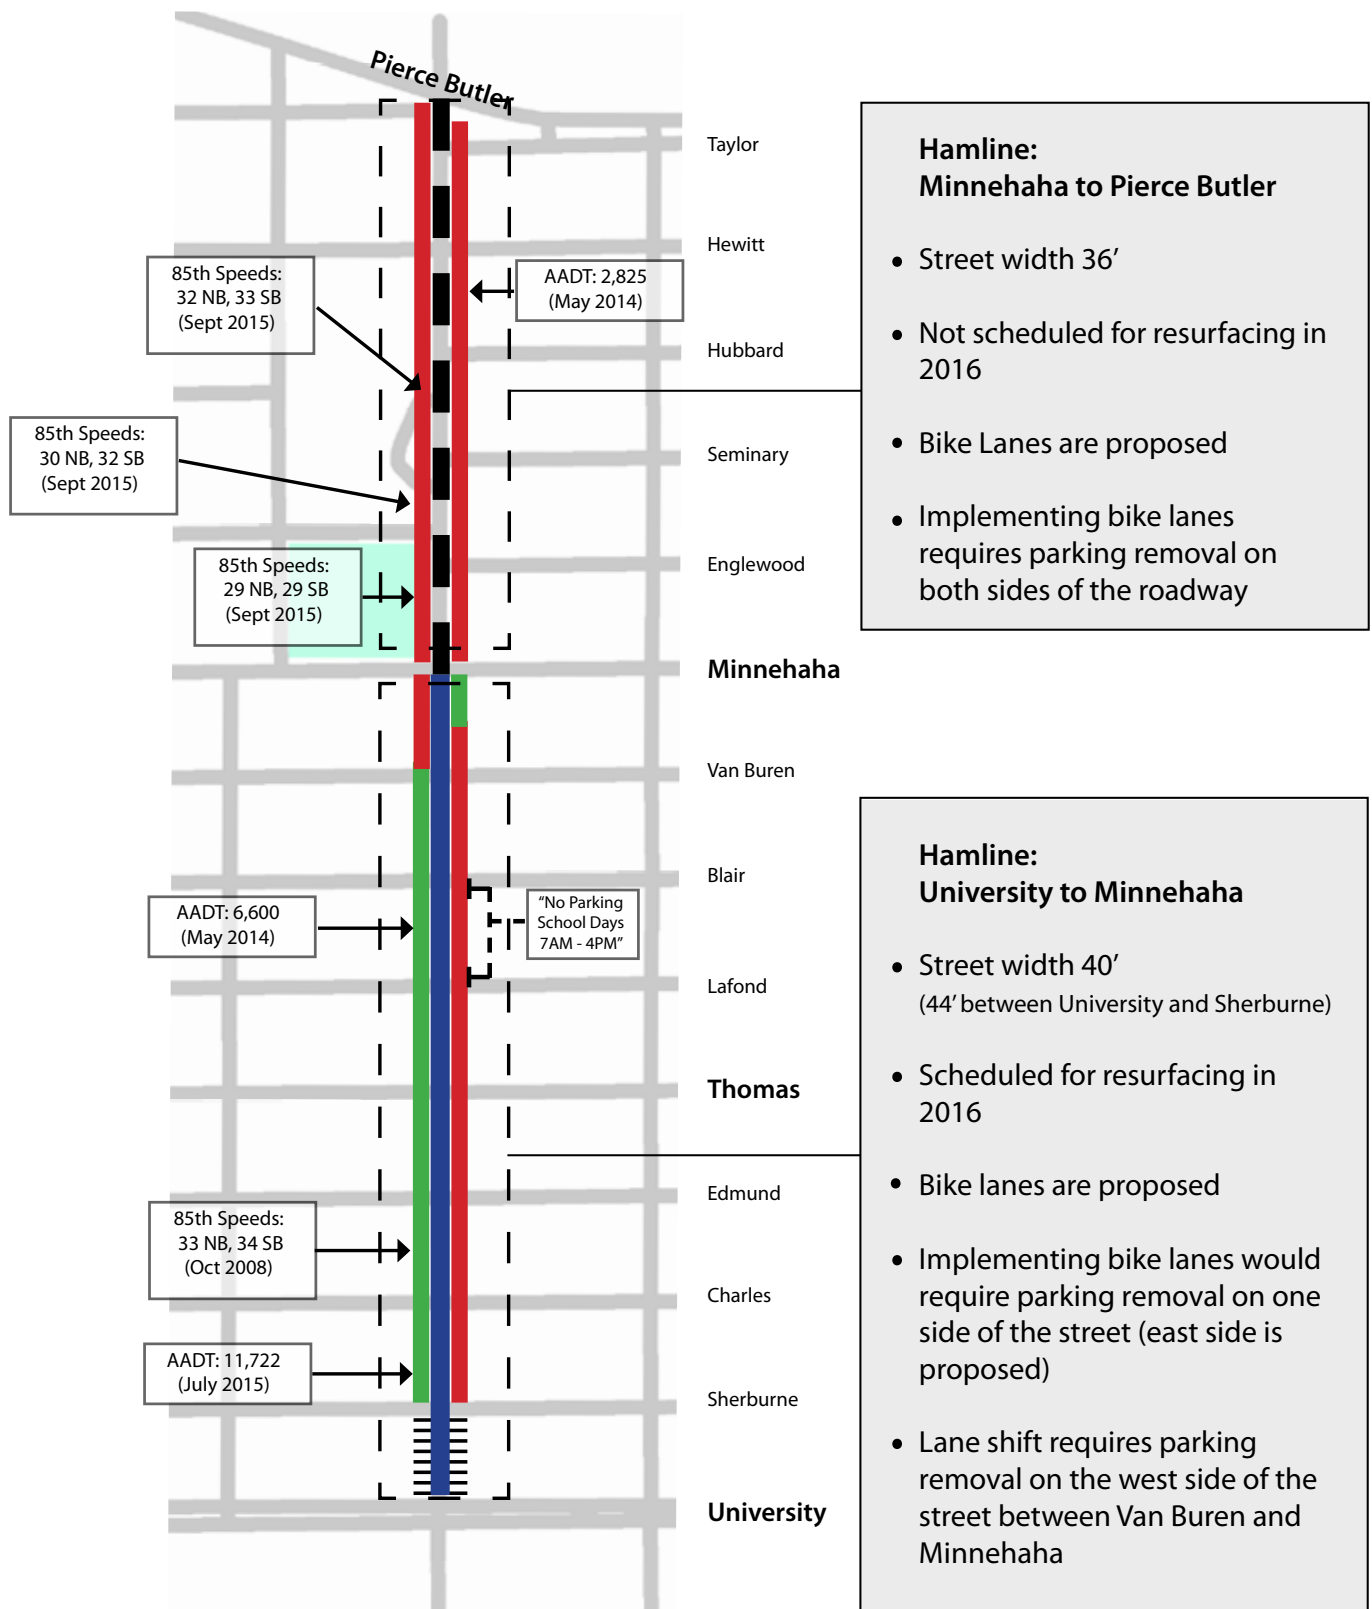 Pierce Butler
Taylor
Hewitt
85th Speeds:
32 NB, 33 SB
(Sept 2015)
AADT: 2,825
(May 2014)
Hubbard
85th Speeds:
30 NB, 32 SB
(Sept 2015)
Seminary
85th Speeds:
29 NB, 29 SB
(Sept 2015)
Englewood
Minnehaha
Van Buren
Blair
AADT: 6,600
(May 2014)
“No Parking
School Days
7AM - 4PM”
Lafond
Thomas
Edmund
85th Speeds:
33 NB, 34 SB
(Oct 2008)
Charles
AADT: 11,722
(July 2015)
Sherburne
University
Hamline:
Minnehaha to Pierce Butler
• Street width 36’
• Not scheduled for resurfacing in
2016
• Bike Lanes are proposed
• Implementing bike lanes
requires parking removal on
both sides of the roadway
Hamline:
University to Minnehaha
• Street width 40’
(44’ between University and Sherburne)
• Scheduled for resurfacing in
2016
• Bike lanes are proposed
• Implementing bike lanes would
require parking removal on one
side of the street (east side is
proposed)
• Lane shift requires parking
removal on the west side of the
street between Van Buren and
Minnehaha